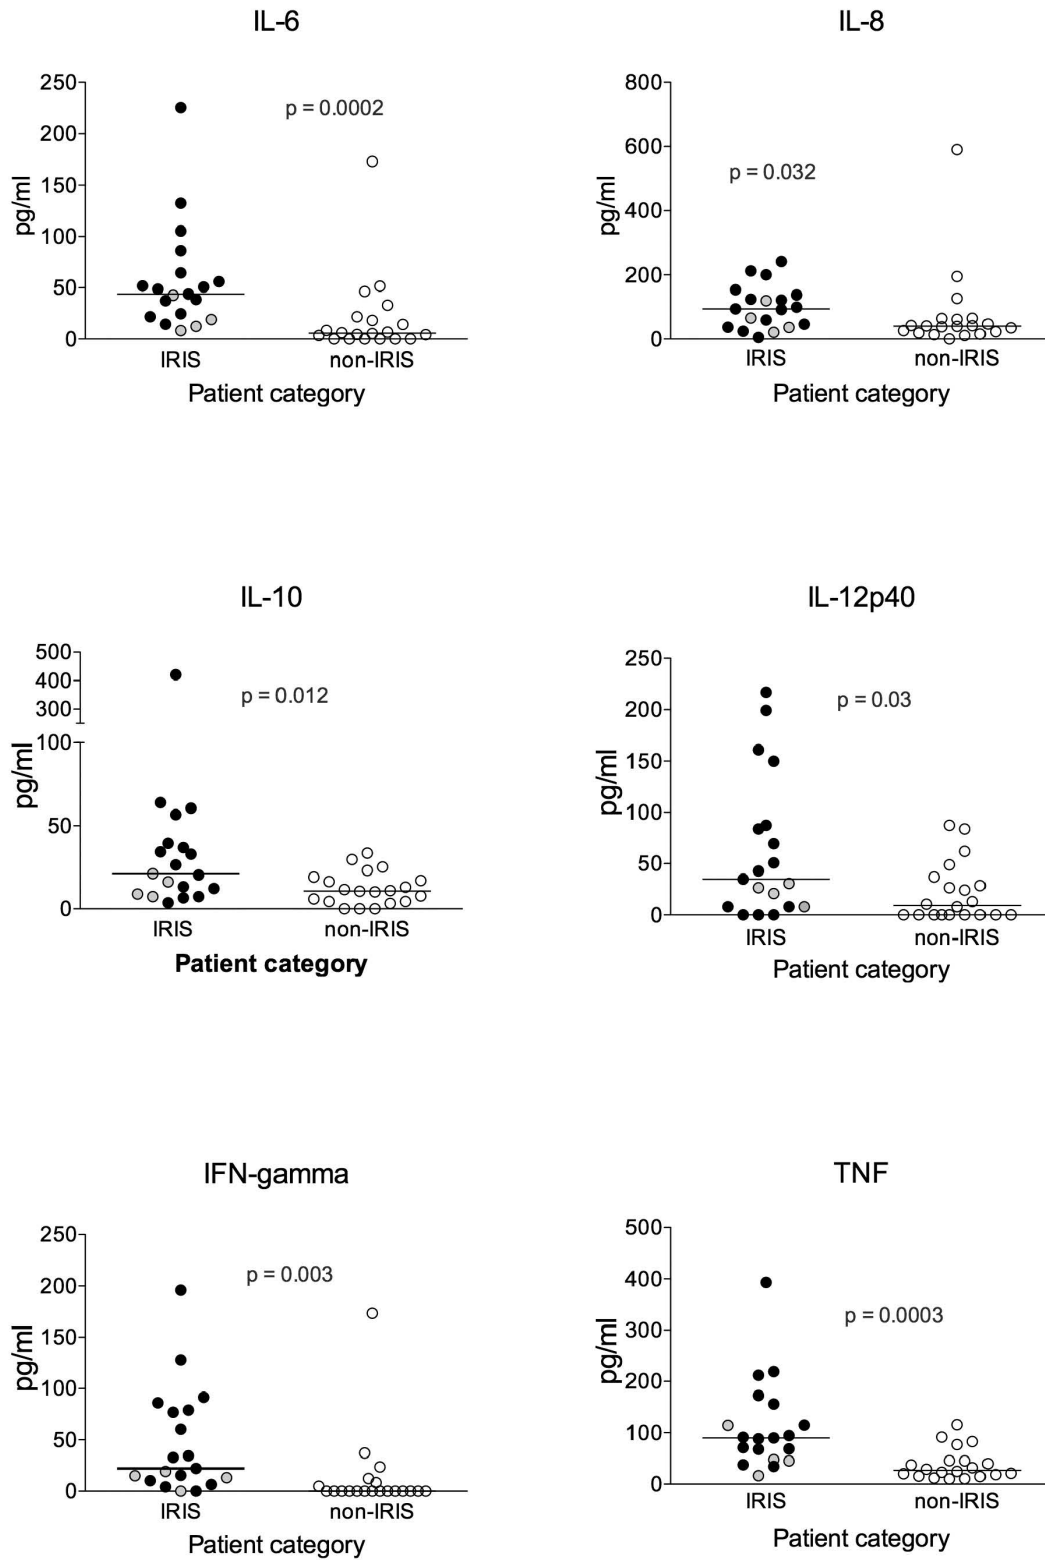 IL-6
250
200
150
100
50
0
pg/ml
p = 0.0002
IRIS
non-IRIS
Patient category
IL-8
800
600
400
200
0
pg/ml
p = 0.032
IRIS
non-IRIS
Patient category
IL-10
500
400
300
100
50
0
pg/ml
p = 0.012
IRIS
non-IRIS
Patient category
IL-12p40
250
200
150
100
50
0
pg/ml
p = 0.03
IRIS
non-IRIS
Patient category
IFN-gamma
250
200
150
100
50
0
pg/ml
p = 0.003
IRIS
non-IRIS
Patient category
TNF
500
400
300
200
100
0
pg/ml
p = 0.0003
IRIS
non-IRIS
Patient category